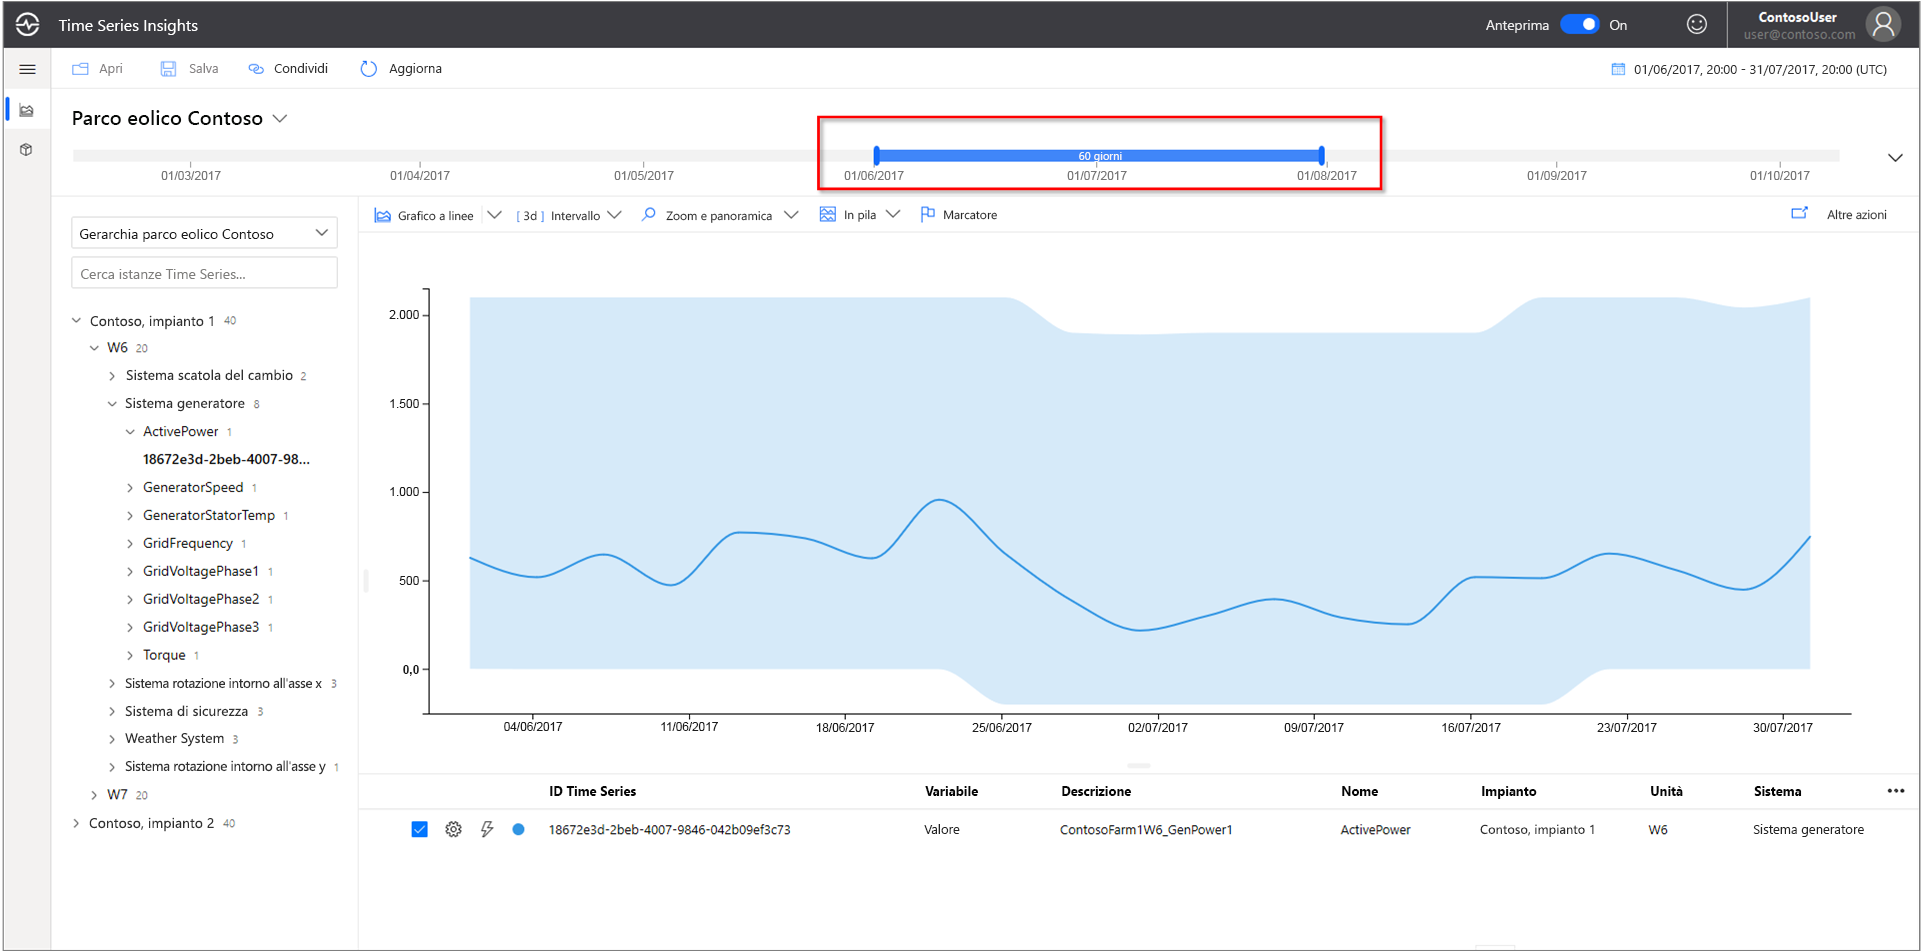 Time Series Insights
Anteprima On
ContosoUser
user@contoso.com
Apri Salva Condividi Aggiorna
01/06/2017, 20:00 - 31/07/2017, 20:00 (UTC)
Parco eolico Contoso
60 giorni
01/03/2017 01/04/2017 01/05/2017 01/06/2017 01/07/2017 01/08/2017 01/09/2017 01/10/2017
Grafico a linee [ 3d ] Intervallo Zoom e panoramica In pila Marcatore Altre azioni
Gerarchia parco eolico Contoso
Cerca istanze Time Series...
Contoso, impianto 1 40
W6 20
Sistema scatola del cambio 2
Sistema generatore 8
ActivePower 1
18672e3d-2beb-4007-98...
GeneratorSpeed 1
GeneratorStatorTemp 1
GridFrequency 1
GridVoltagePhase1 1
GridVoltagePhase2 1
GridVoltagePhase3 1
Torque 1
Sistema rotazione intorno all'asse x 3
Sistema di sicurezza 3
Weather System 3
Sistema rotazione intorno all'asse y 1
W7 20
Contoso, impianto 2 40
2.000
1.500
1.000
500
0,0
04/06/2017 11/06/2017 18/06/2017 25/06/2017 02/07/2017 09/07/2017 16/07/2017 23/07/2017 30/07/2017
ID Time Series Variabile Descrizione Nome Impianto Unità Sistema
18672e3d-2beb-4007-9846-042b09ef3c73 Valore ContosoFarm1W6_GenPower1 ActivePower Contoso, impianto 1 W6 Sistema generatore